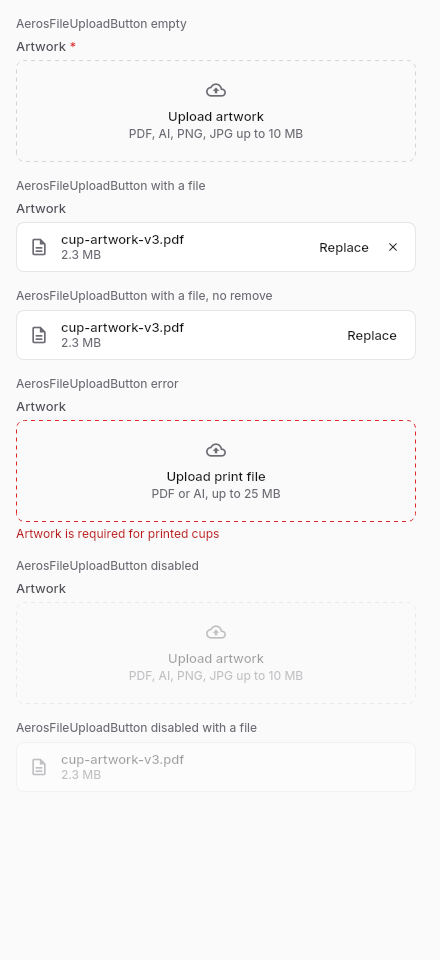 AerosFileUploadButton empty
Artwork *
Upload artwork
PDF, AI, PNG, JPG up to 10 MB
AerosFileUploadButton with a file
Artwork
cup-artwork-v3.pdf
2.3 MB
Replace
AerosFileUploadButton with a file, no remove
cup-artwork-v3.pdf
2.3 MB
Replace
AerosFileUploadButton error
Artwork
Upload print file
PDF or AI, up to 25 MB
Artwork is required for printed cups
AerosFileUploadButton disabled
Artwork
Upload artwork
PDF, AI, PNG, JPG up to 10 MB
AerosFileUploadButton disabled with a file
cup-artwork-v3.pdf
2.3 MB